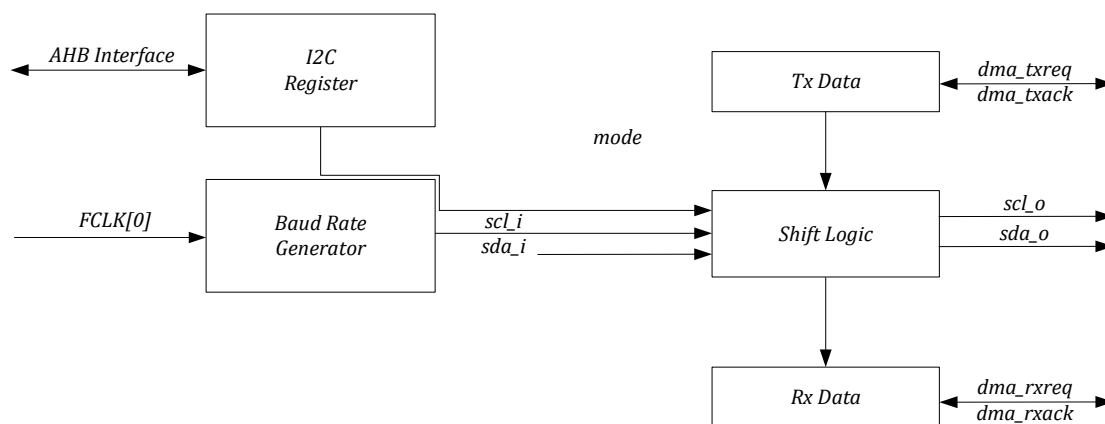 AHB Interface
I2C
Register
Tx Data
dma_txreq
dma_txack
mode
FCLK[0]
Baud Rate
Generator
scl_i
sda_i
Shift Logic
scl_o
sda_o
Rx Data
dma_rxreq
dma_rxack